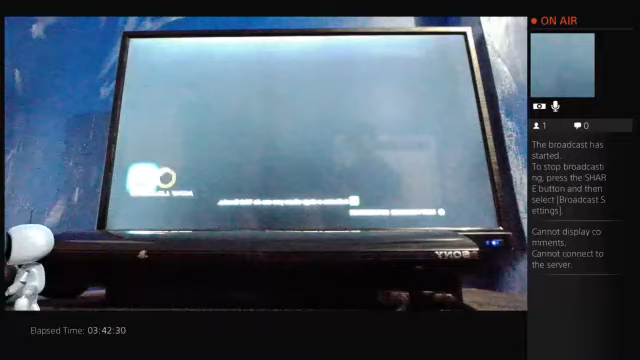 ON AIR
1
0
The broadcast has
started.
To stop broadcasti
ng, press the SHAR
E button and then
select [Broadcast S
ettings].
Cannot display co
mments.
Cannot connect to
the server.
SONY
Elapsed Time: 03:42:30